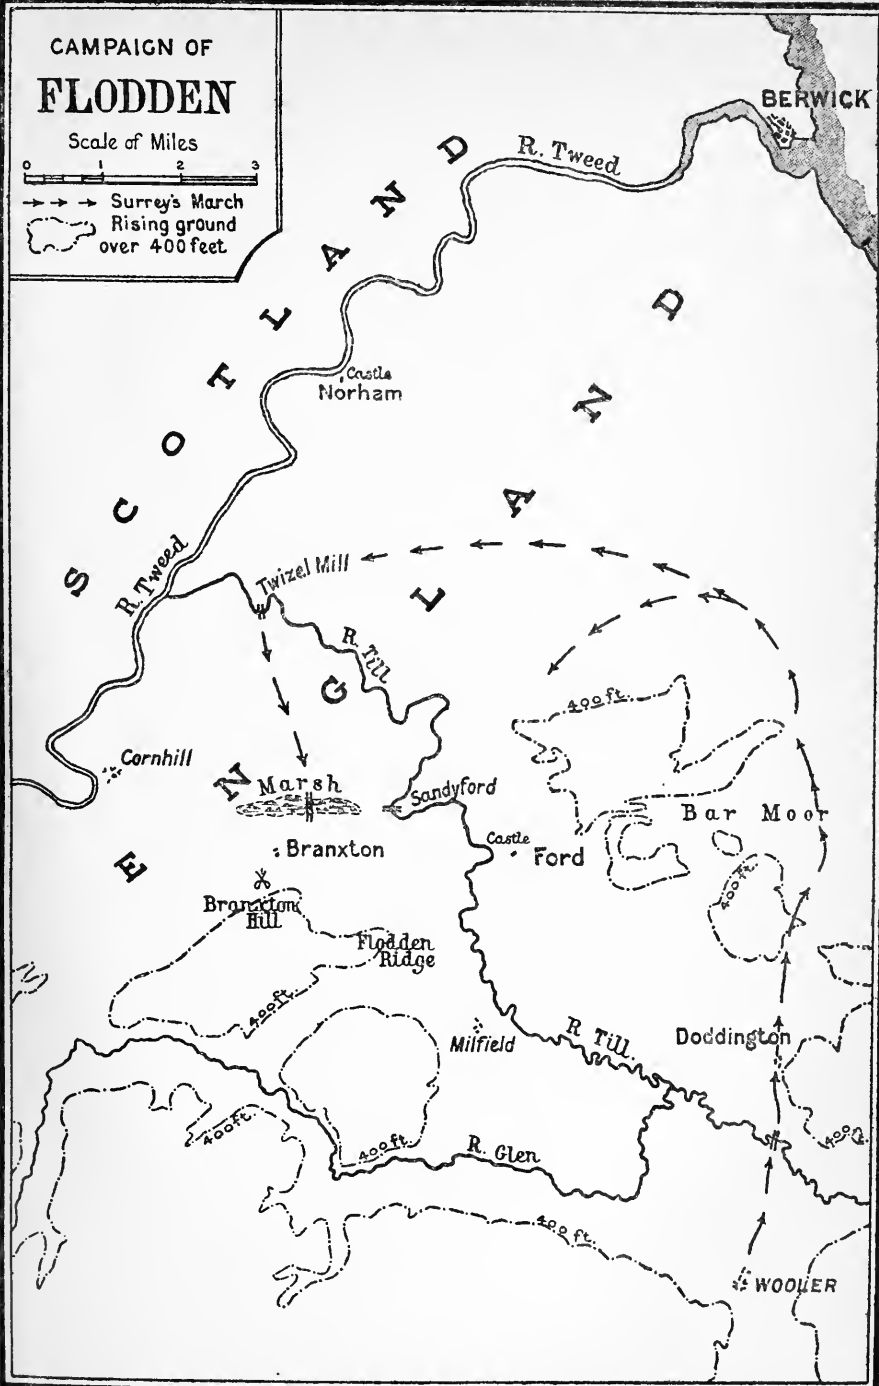 CAMPAIGN OF
FLODDEN
Scale of Miles
0 1 2 3
Surrey's March
Rising ground
over 400 feet
BERWICK
R. Tweed
SCOTLAND
Castle
Norham
ENGLAND
R. Tweed
Twizel Mill
R. Till
400 ft.
Cornhill
Marsh
Sandyford
Bar Moor
Castle
Ford
Branxton
400 ft.
Branxton
Hill
Flodden
Ridge
400 ft.
Milfield
R Till.
Doddington
400 ft.
400 ft
400 ft
R. Glen
400 ft.
WOOLER